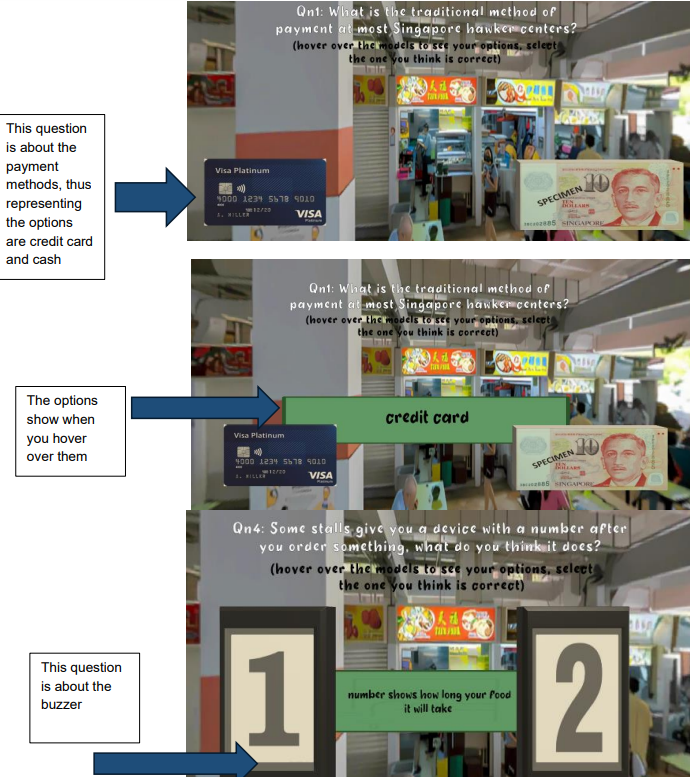 Qn1: What is the traditional method of
payment at most Singapore hawker centers?
(hover over the models to see your options, select
the one you think is correct)
This question
is about the
payment
methods, thus
representing
the options
are credit card
and cash
天福
Visa Platinum
4000 1234 5678 9010
12/20
J. MILLER
VISA
Platinum
SPECIMEN
10
TEN
DOLLARS
SINGAPORE
Qn1: What is the traditional method of
payment at most Singapore hawker centers?
(hover over the models to see your options, select
the one you think is correct)
The options
show when
you hover
over them
天福
credit card
Visa Platinum
4000 1234 5678 9010
12/20
J. MILLER
VISA
Platinum
SPECIMEN
10
TEN
DOLLARS
SINGAPORE
Qn4: Some stalls give you a device with a number after
you order something, what do you think it does?
(hover over the models to see your options, select
the one you think is correct)
天福
This question
is about the
buzzer
1
number shows how long your food
it will take
2